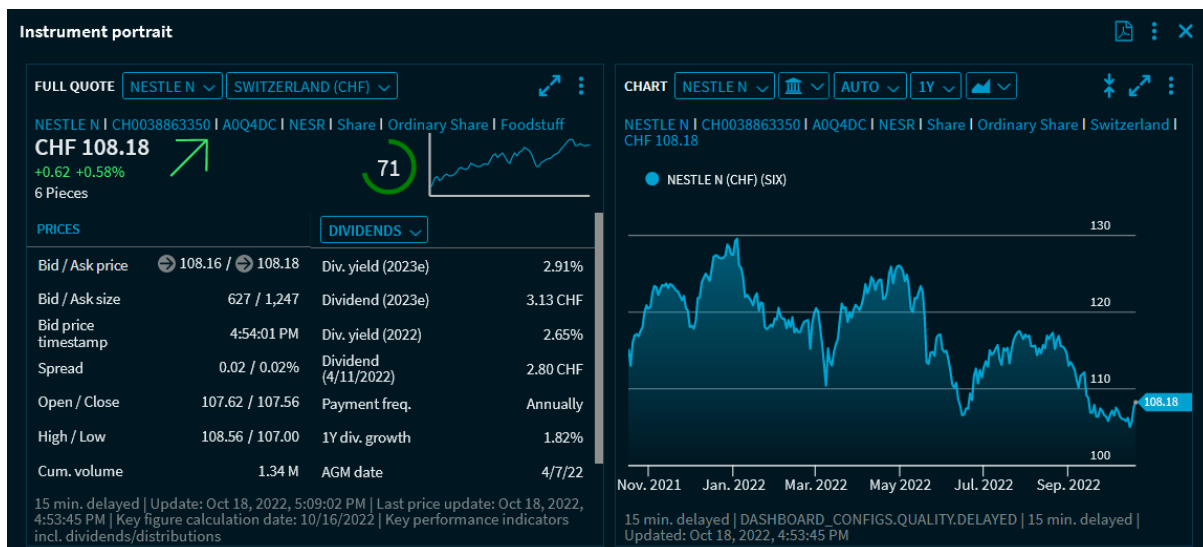 Instrument portrait
FULL QUOTE NESTLE N SWITZERLAND (CHF)
NESTLE N I CH0038863350 I A0Q4DC I NESR I Share I Ordinary Share I Foodstuff
CHF 108.18
+0.62 +0.58%
6 Pieces
71
PRICES DIVIDENDS
Bid / Ask price 108.16 / 108.18 Div. yield (2023e) 2.91%
Bid / Ask size 627 / 1,247 Dividend (2023e) 3.13 CHF
Bid price
timestamp 4:54:01 PM Div. yield (2022) 2.65%
Spread 0.02 / 0.02% Dividend
(4/11/2022) 2.80 CHF
Open / Close 107.62 / 107.56 Payment freq. Annually
High / Low 108.56 / 107.00 1Y div. growth 1.82%
Cum. volume 1.34 M AGM date 4/7/22
15 min. delayed | Update: Oct 18, 2022, 5:09:02 PM | Last price update: Oct 18, 2022,
4:53:45 PM | Key figure calculation date: 10/16/2022 | Key performance indicators
incl. dividends/distributions
CHART NESTLE N AUTO 1Y
NESTLE N I CH0038863350 I A0Q4DC I NESR I Share I Ordinary Share I Switzerland I
CHF 108.18
NESTLE N (CHF) (SIX)
130
120
110
108.18
100
Nov. 2021 Jan. 2022 Mar. 2022 May 2022 Jul. 2022 Sep. 2022
15 min. delayed | DASHBOARD_CONFIGS.QUALITY.DELAYED | 15 min. delayed |
Updated: Oct 18, 2022, 4:53:45 PM